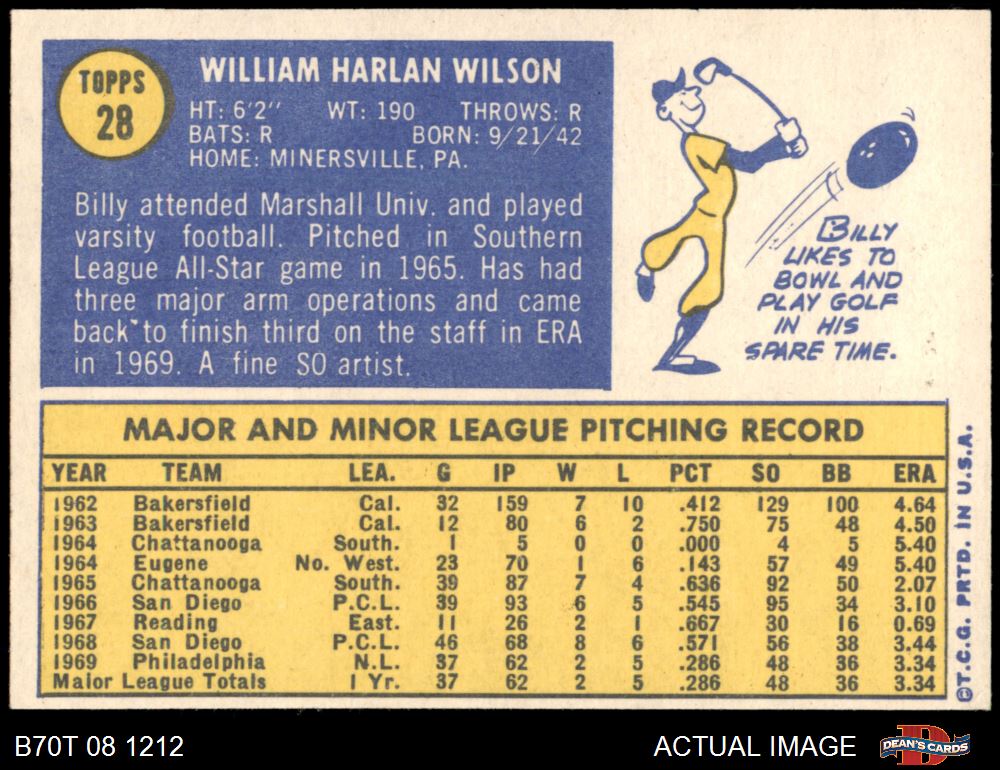 TOPPS
28
WILLIAM HARLAN WILSON
HT: 6'2" WT: 190 THROWS: R
BATS: R BORN: 9/21/42
HOME: MINERSVILLE, PA.
Billy attended Marshall Univ. and played
varsity football. Pitched in Southern
League All-Star game in 1965. Has had
three major arm operations and came
back to finish third on the staff in ERA
in 1969. A fine SO artist.
BILLY
LIKES TO
BOWL AND
PLAY GOLF
IN HIS
SPARE TIME.
MAJOR AND MINOR LEAGUE PITCHING RECORD
YEAR TEAM LEA. G IP W L PCT SO BB ERA
1962 Bakersfield Cal. 32 159 7 10 .412 129 100 4.64
1963 Bakersfield Cal. 12 80 6 2 .750 75 48 4.50
1964 Chattanooga South. 1 5 0 0 .000 4 5 5.40
1964 Eugene No. West. 23 70 1 6 .143 57 49 5.40
1965 Chattanooga South. 39 87 7 4 .636 92 50 2.07
1966 San Diego P.C.L. 39 93 6 5 .545 95 34 3.10
1967 Reading East. 11 26 2 1 .667 30 16 0.69
1968 San Diego P.C.L. 46 68 8 6 .571 56 38 3.44
1969 Philadelphia N.L. 37 62 2 5 .286 48 36 3.34
Major League Totals 1 Yr. 37 62 2 5 .286 48 36 3.34
©T.C.G. PRTD. IN U.S.A.
B70T 08 1212
ACTUAL IMAGE
D
DEAN'S CARDS